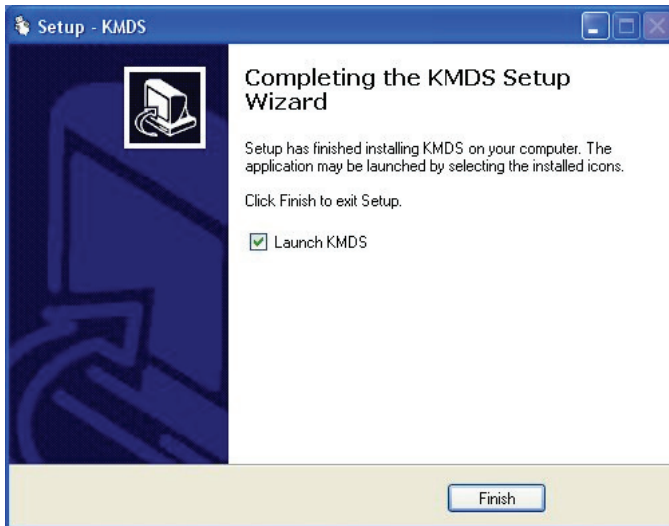 Setup - KMDS
Completing the KMDS Setup
Wizard
Setup has finished installing KMDS on your computer. The
application may be launched by selecting the installed icons.
Click Finish to exit Setup.
Launch KMDS
Finish